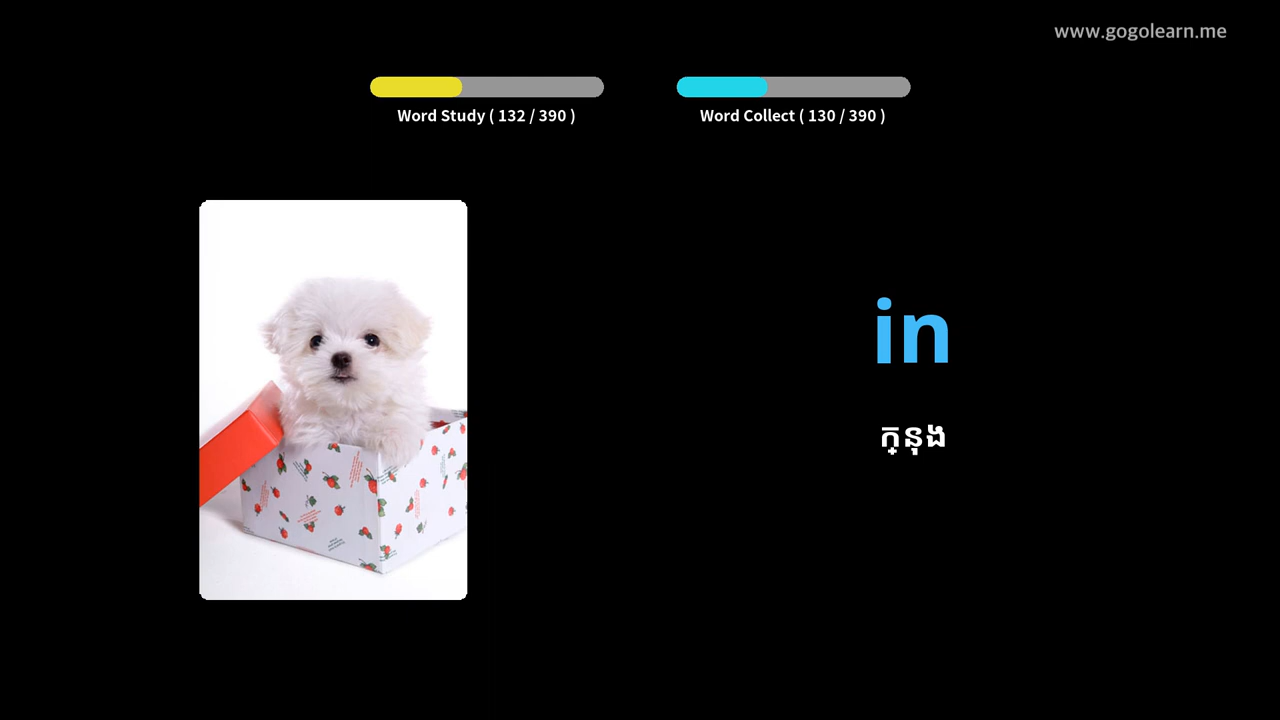 www.gogolearn.me
Word Study ( 132 / 390 )
Word Collect ( 130 / 390 )
in
ក្នុង